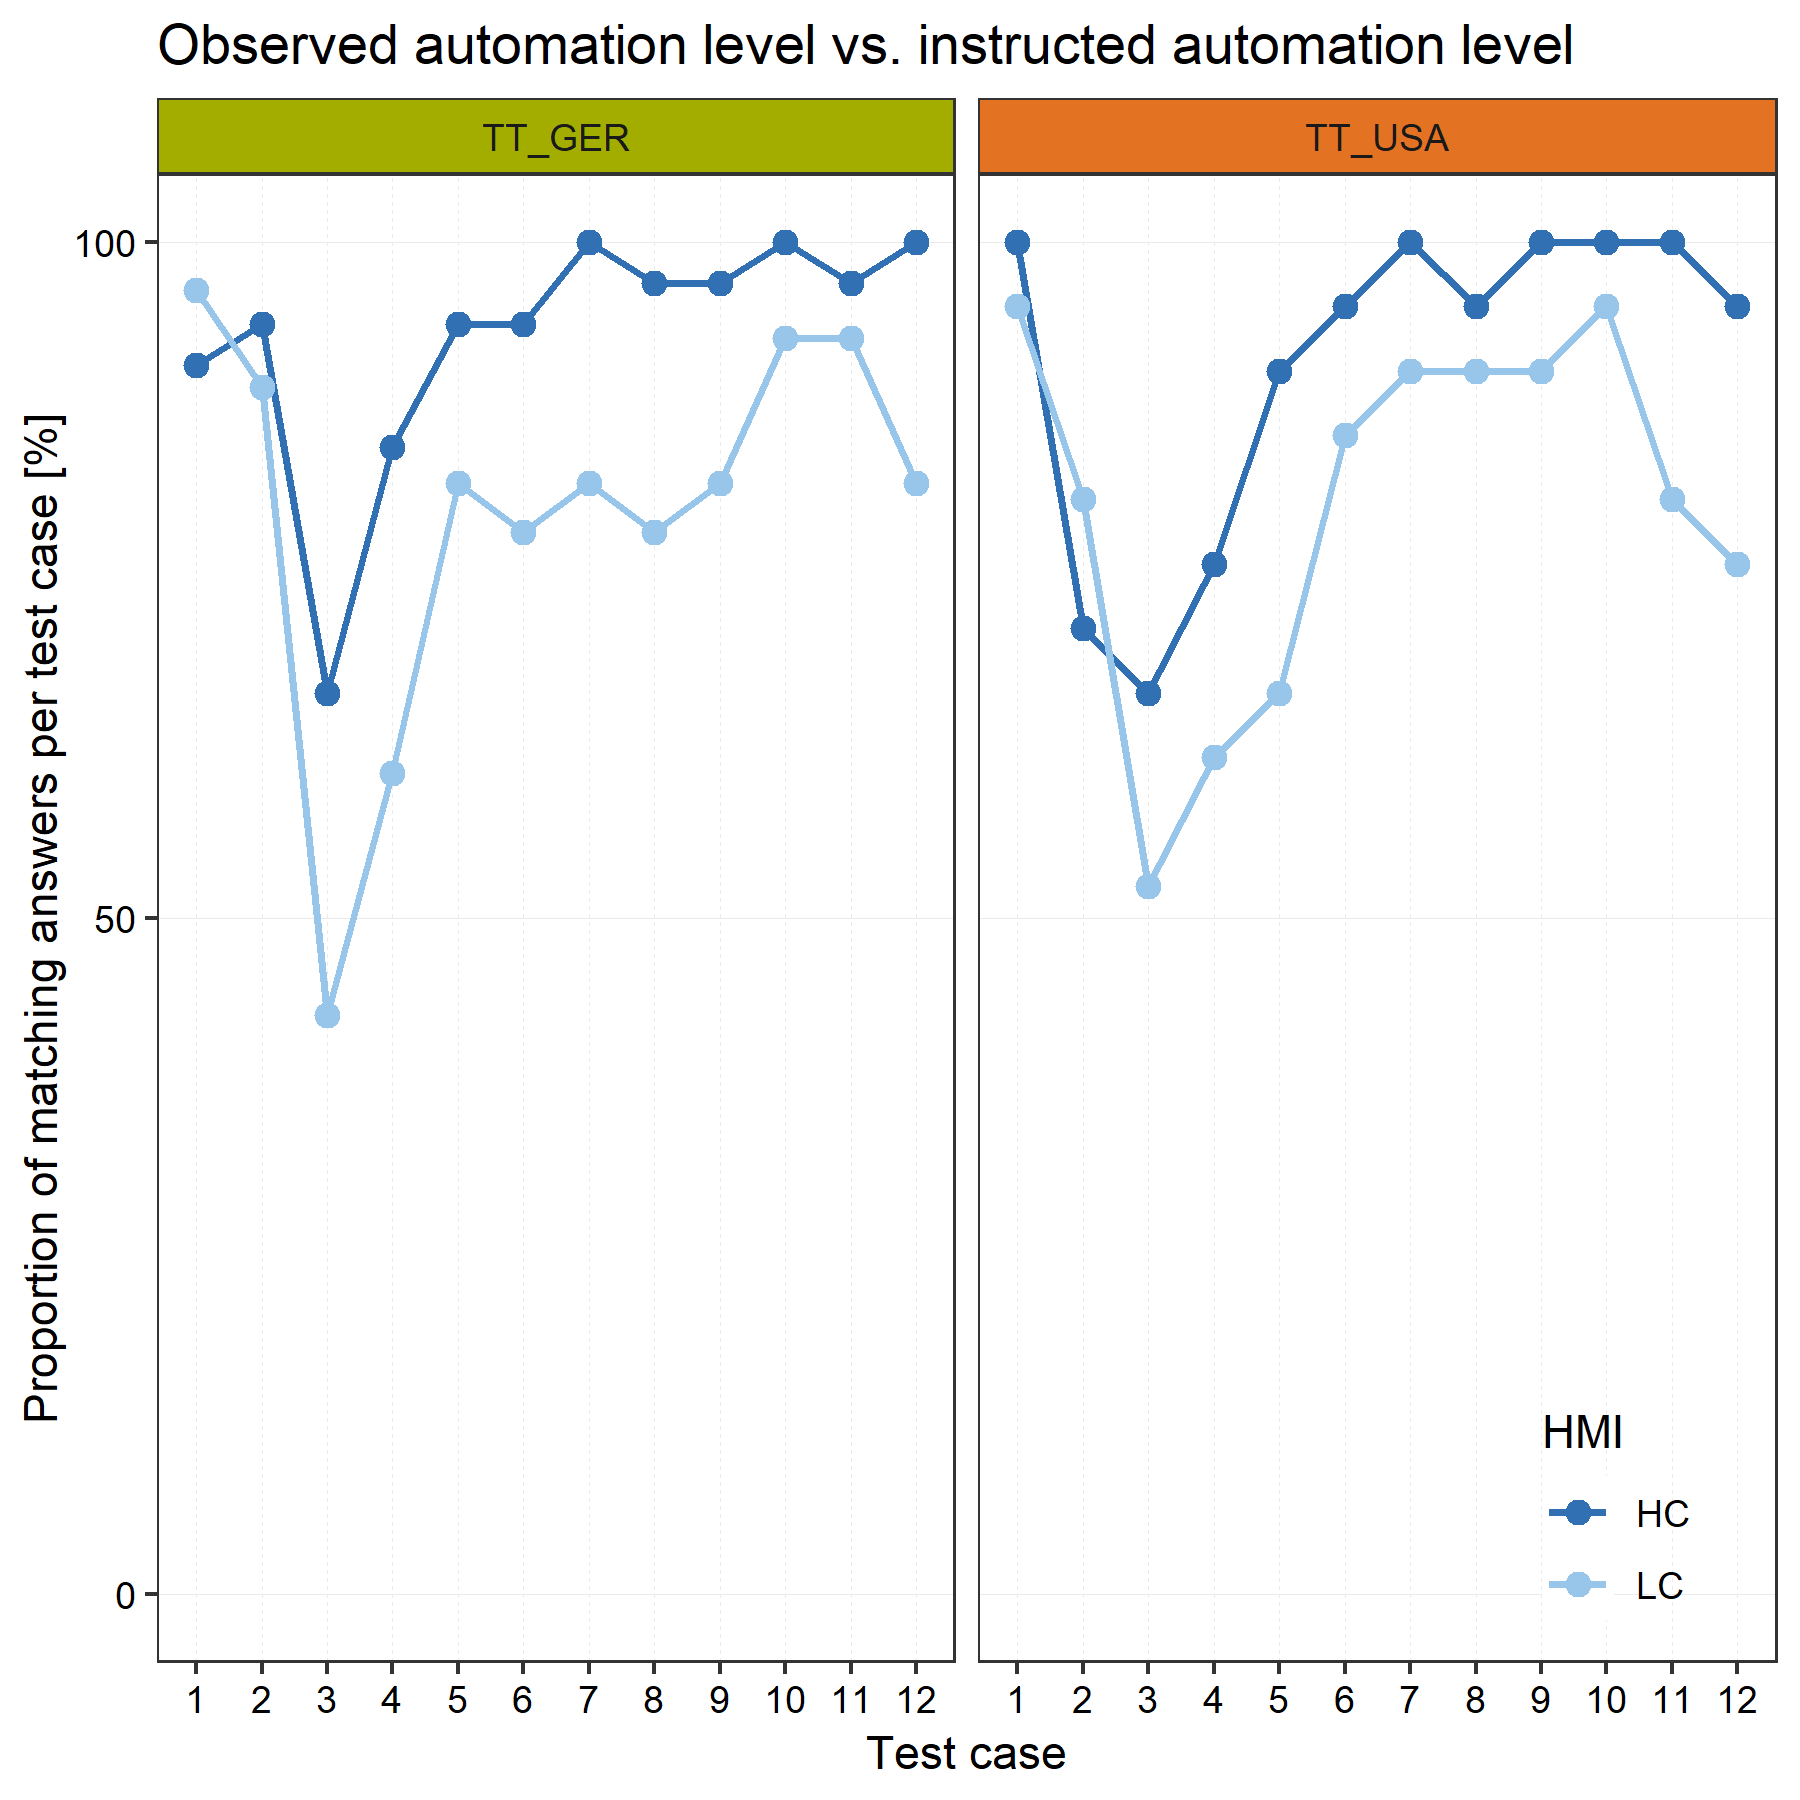 Observed automation level vs. instructed automation level
TT_GER
TT_USA
Proportion of matching answers per test case [%]
100
50
0
HMI
HC
LC
1 2 3 4 5 6 7 8 9 10 11 12
1 2 3 4 5 6 7 8 9 10 11 12
Test case